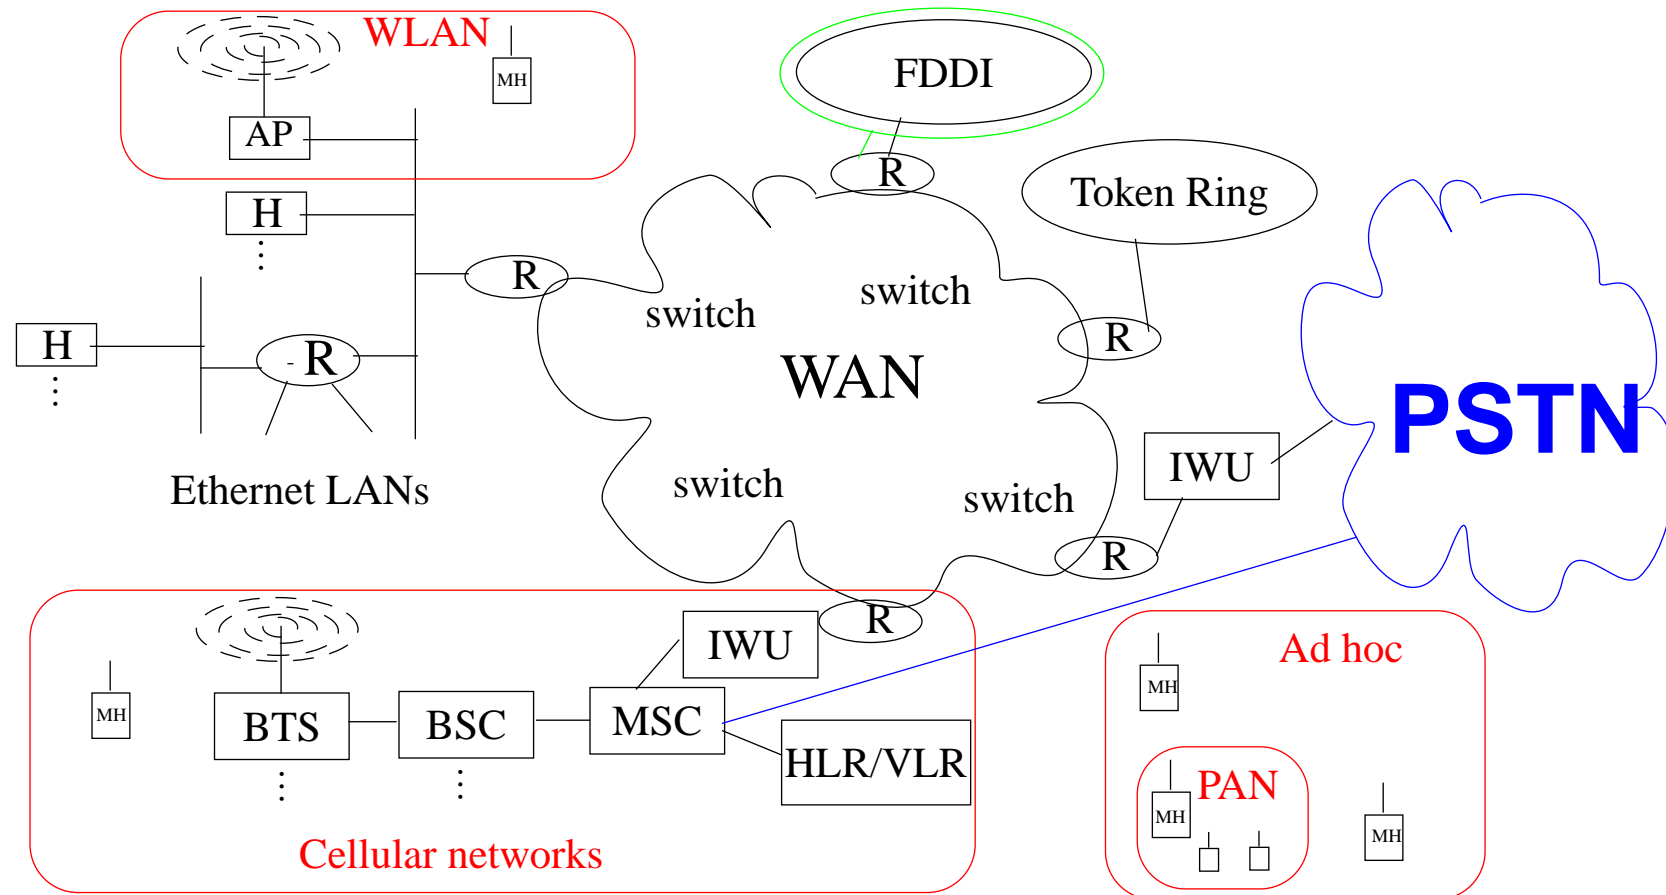 WLAN
MH
FDDI
AP
R
Token Ring
H
⋮
R
switch
switch
H
⋮
- R
R
WAN
PSTN
IWU
Ethernet LANs
switch
switch
R
R
IWU
Ad hoc
MH
MH
BTS
BSC
MSC
HLR/VLR
⋮
⋮
PAN
MH
MH
Cellular networks